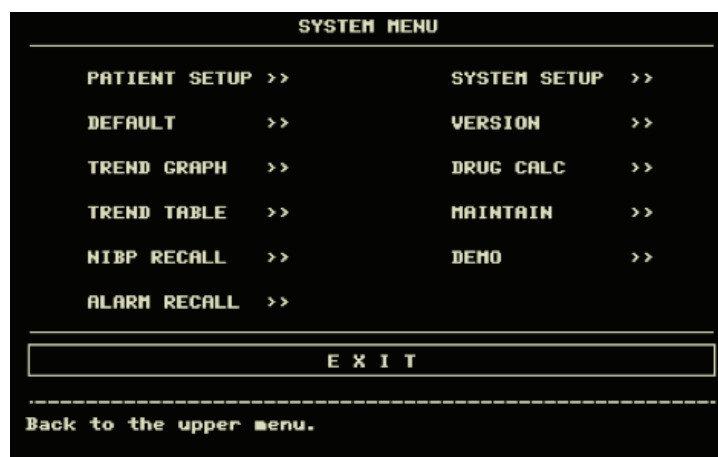 SYSTEM MENU
PATIENT SETUP >> SYSTEM SETUP >>
DEFAULT >> VERSION >>
TREND GRAPH >> DRUG CALC >>
TREND TABLE >> MAINTAIN >>
NIBP RECALL >> DEMO >>
ALARM RECALL >>
E X I T
Back to the upper menu.